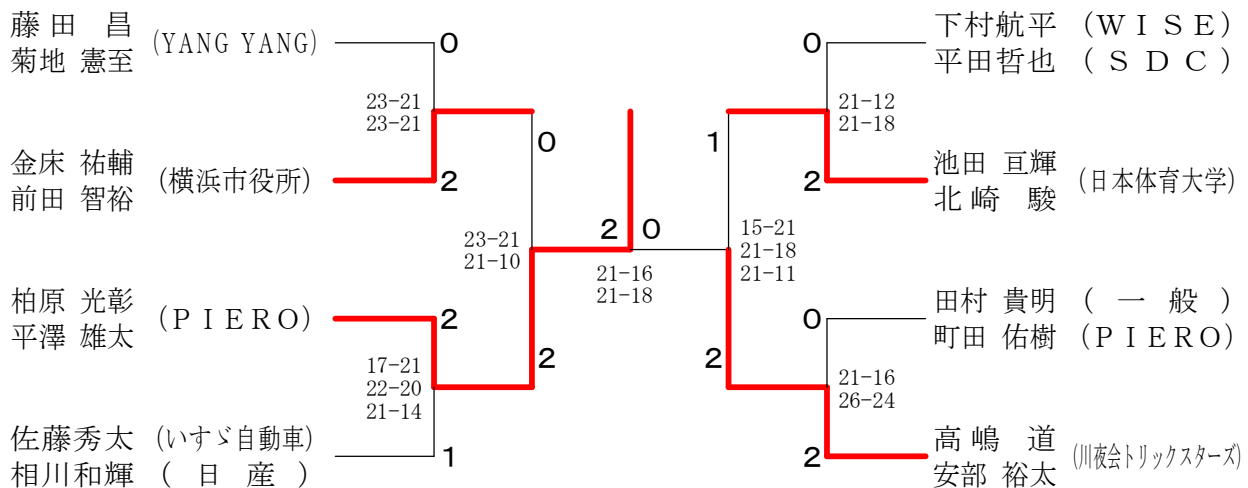 藤 田 昌
菊地 憲至
(YANG YANG)
0
23-21
23-21
金床 祐輔
前田 智裕
(横浜市役所)
2
0
23-21
21-10
柏原 光彰
平澤 雄太
(ＰＩＥＲＯ)
2
17-21
22-20
21-14
2
佐藤秀太 (いすゞ自動車)
相川和輝 ( 日 産 )
1
2 0
21-16
21-18
下村航平 (ＷＩＳＥ)
平田哲也 (ＳＤＣ)
0
21-12
21-18
1
池田 亘輝
北 崎 駿
(日本体育大学)
2
15-21
21-18
21-11
田村 貴明 ( 一 般 )
町田 佑樹 (ＰＩＥＲＯ)
0
21-16
26-24
2
高 嶋 道
安部 裕太
(川夜会トリックスターズ)
2